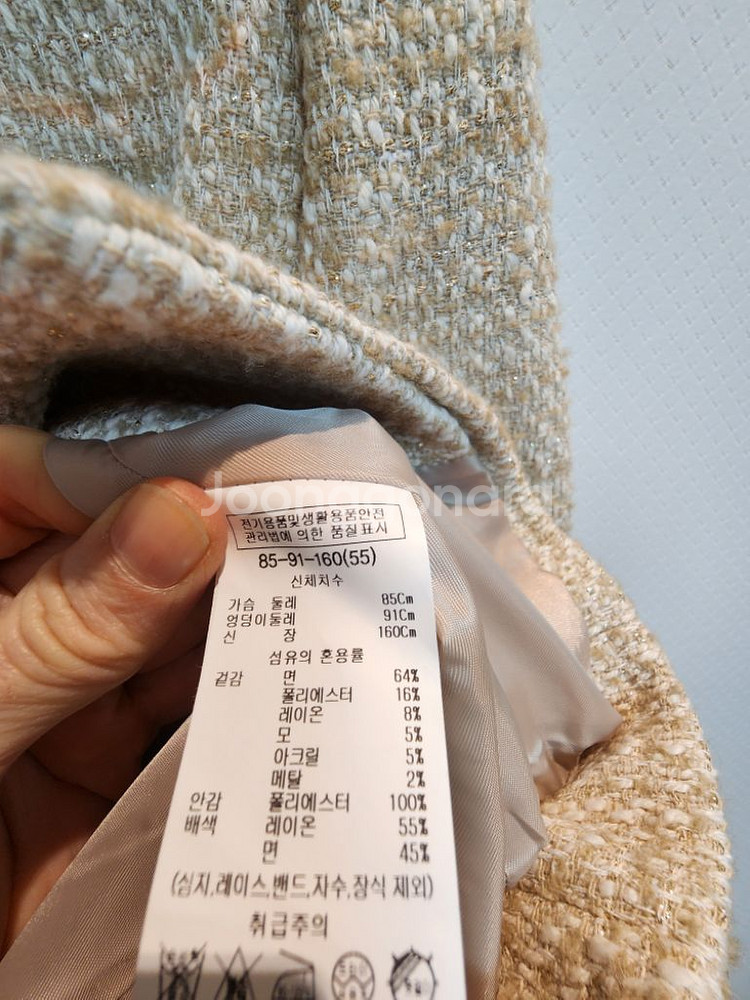 Joongonara
전기용품및생활용품안전
관리법에 의한 품질표시
85-91-160(55)
신체치수
가슴 둘레 85Cm
엉덩이둘레 91Cm
신 장 160Cm
섬유의 혼용률
겉감 면 64%
폴리에스터 16%
레이온 8%
모 5%
아크릴 5%
메탈 2%
안감 폴리에스터 100%
배색 레이온 55%
면 45%
(심지,레이스,밴드,자수,장식 제외)
취급주의